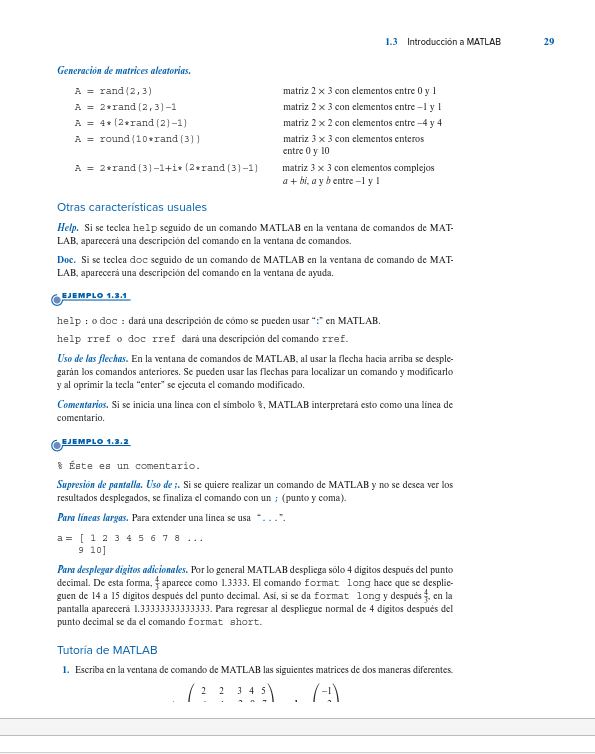 1.3 Introducción a MATLAB 29
Generación de matrices aleatorias.
A = rand(2,3) matriz 2 × 3 con elementos entre 0 y 1
A = 2*rand(2,3)−1 matriz 2 × 3 con elementos entre −1 y 1
A = 4*(2*rand(2)−1) matriz 2 × 2 con elementos entre −4 y 4
A = round(10*rand(3)) matriz 3 × 3 con elementos enteros
entre 0 y 10
A = 2*rand(3)−1+i*(2*rand(3)−1) matriz 3 × 3 con elementos complejos
a + bi, a y b entre −1 y 1
Otras características usuales
Help. Si se teclea help seguido de un comando MATLAB en la ventana de comandos de MAT-
LAB, aparecerá una descripción del comando en la ventana de comandos.
Doc. Si se teclea doc seguido de un comando de MATLAB en la ventana de comando de MAT-
LAB, aparecerá una descripción del comando en la ventana de ayuda.
EJEMPLO 1.3.1
help : o doc : dará una descripción de cómo se pueden usar “:” en MATLAB.
help rref o doc rref dará una descripción del comando rref.
Uso de las flechas. En la ventana de comandos de MATLAB, al usar la flecha hacia arriba se desple-
garán los comandos anteriores. Se pueden usar las flechas para localizar un comando y modificarlo
y al oprimir la tecla “enter” se ejecuta el comando modificado.
Comentarios. Si se inicia una línea con el símbolo %, MATLAB interpretará esto como una línea de
comentario.
EJEMPLO 1.3.2
% Éste es un comentario.
Supresión de pantalla. Uso de ;. Si se quiere realizar un comando de MATLAB y no se desea ver los
resultados desplegados, se finaliza el comando con un ; (punto y coma).
Para líneas largas. Para extender una línea se usa “...”.
a = [ 1 2 3 4 5 6 7 8 ...
9 10]
Para desplegar dígitos adicionales. Por lo general MATLAB despliega sólo 4 dígitos después del punto
decimal. De esta forma, 4/3 aparece como 1.3333. El comando format long hace que se desplie-
guen de 14 a 15 dígitos después del punto decimal. Así, si se da format long y después 4/3, en la
pantalla aparecerá 1.33333333333333. Para regresar al despliegue normal de 4 dígitos después del
punto decimal se da el comando format short.
Tutoría de MATLAB
1. Escriba en la ventana de comando de MATLAB las siguientes matrices de dos maneras diferentes.
2 2 3 4 5 −1